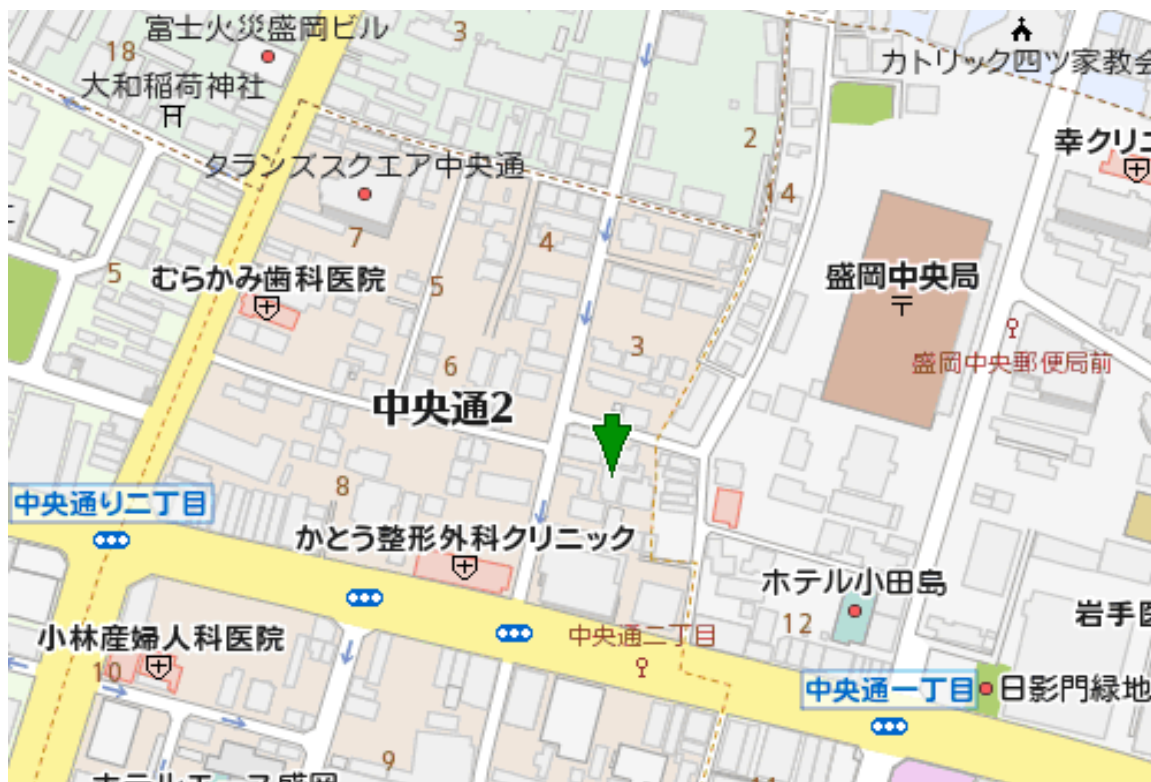 富士火災盛岡ビル
3
18
カトリック四ツ家教会
大和稲荷神社
2
幸クリニ
タランズスクエア中央通
14
7
4
5
5
むらかみ歯科医院
盛岡中央局
〒
3
6
盛岡中央郵便局前
中央通2
8
中央通り二丁目
かとう整形外科クリニック
ホテル小田島
12
岩手医
小林産婦人科医院
中央通二丁目
10
中央通一丁目
日影門緑地
9